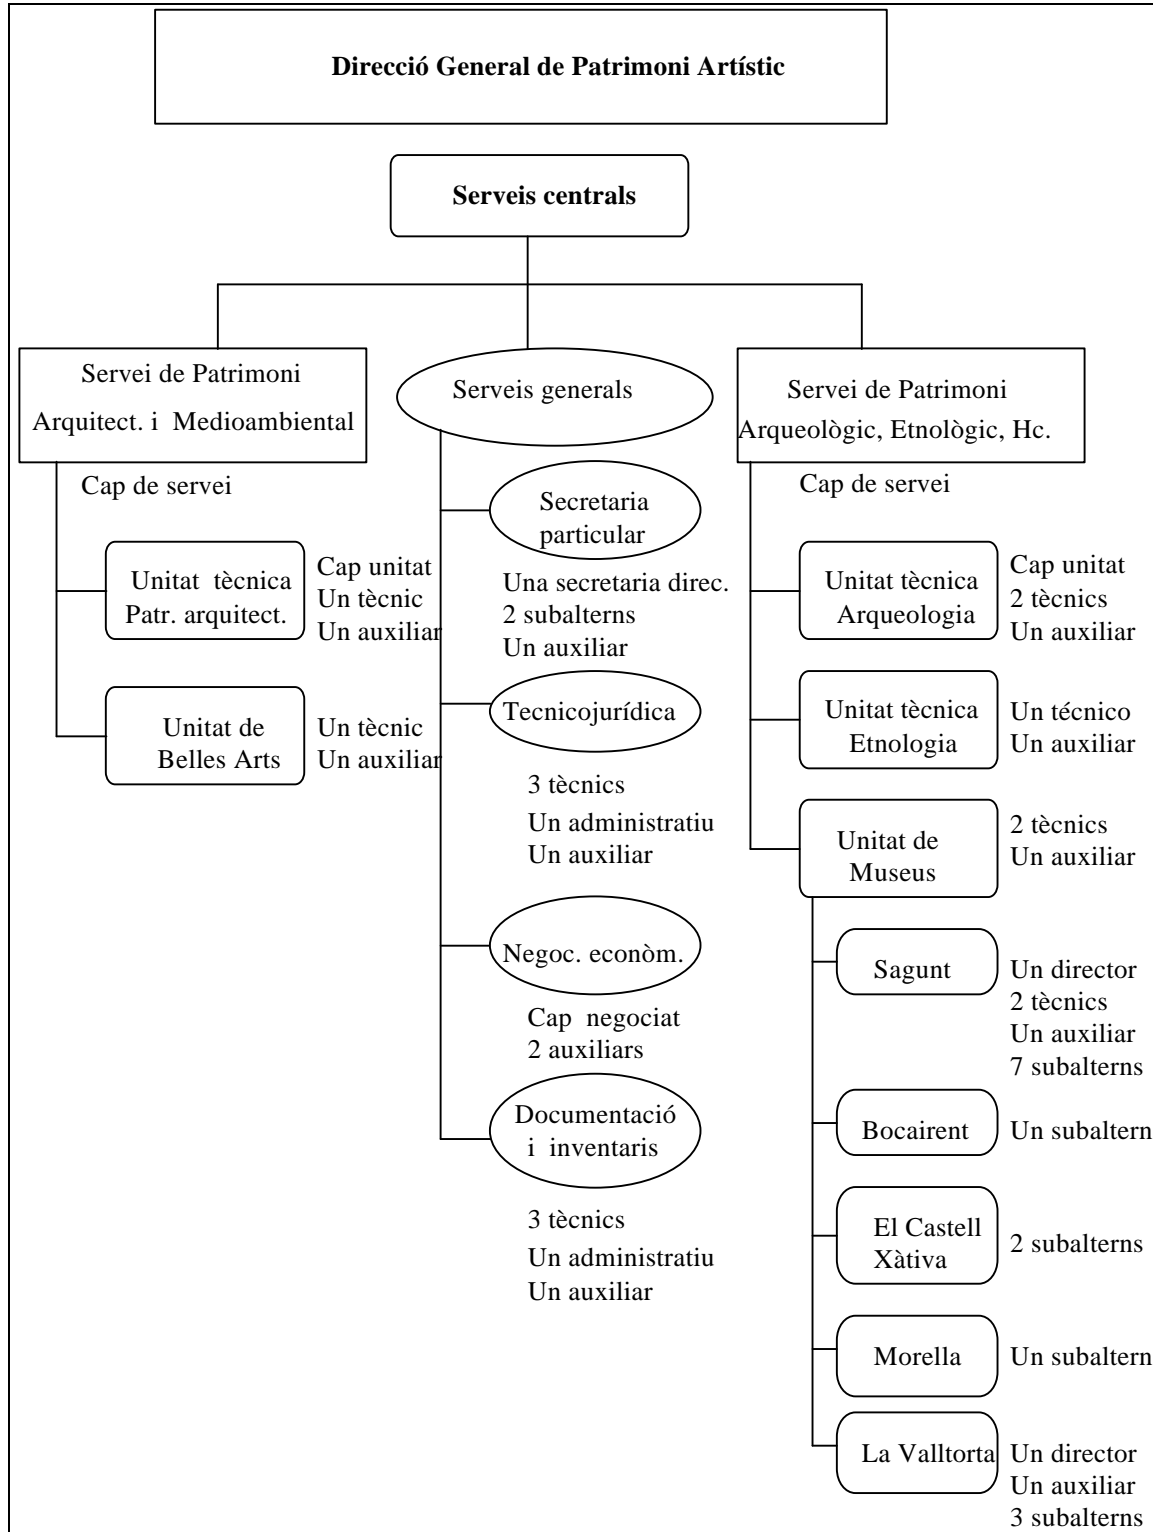 Direcció General de Patrimoni Artístic
Serveis centrals
Servei de Patrimoni
Arquitect. i Medioambiental
Cap de servei
Unitat tècnica
Patr. arquitect.
Cap unitat
Un tècnic
Un auxiliar
Unitat de
Belles Arts
Un tècnic
Un auxiliar
Serveis generals
Secretaria
particular
Una secretaria direc.
2 subalterns
Un auxiliar
Tecnicojurídica
3 tècnics
Un administratiu
Un auxiliar
Negoc. econòm.
Cap negociat
2 auxiliars
Documentació
i inventaris
3 tècnics
Un administratiu
Un auxiliar
Servei de Patrimoni
Arqueològic, Etnològic, Hc.
Cap de servei
Unitat tècnica
Arqueologia
Cap unitat
2 tècnics
Un auxiliar
Unitat tècnica
Etnologia
Un técnico
Un auxiliar
Unitat de
Museus
2 tècnics
Un auxiliar
Sagunt
Un director
2 tècnics
Un auxiliar
7 subalterns
Bocairent
Un subaltern
El Castell
Xàtiva
2 subalterns
Morella
Un subaltern
La Valltorta
Un director
Un auxiliar
3 subalterns